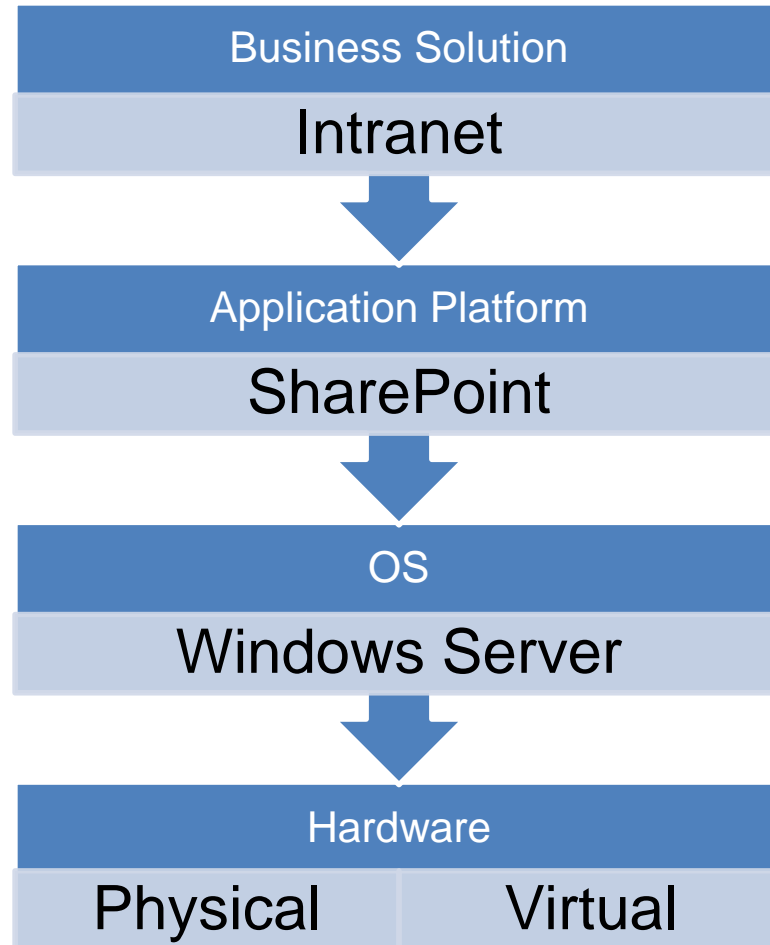 Business Solution
Intranet
Application Platform
SharePoint
OS
Windows Server
Hardware
Physical Virtual